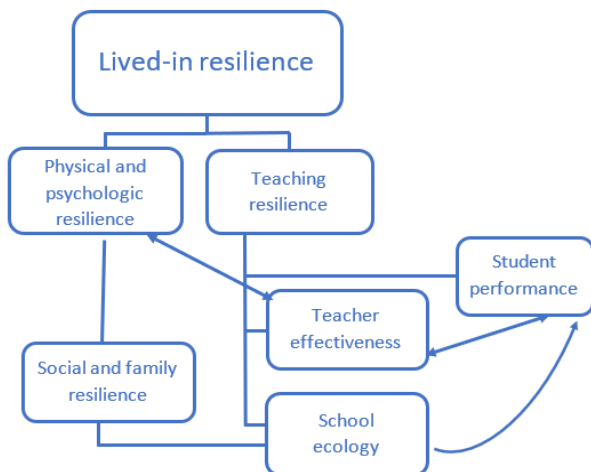 Lived-in resilience
Physical and
psychologic
resilience
Teaching
resilience
Student
performance
Teacher
effectiveness
Social and family
resilience
School
ecology